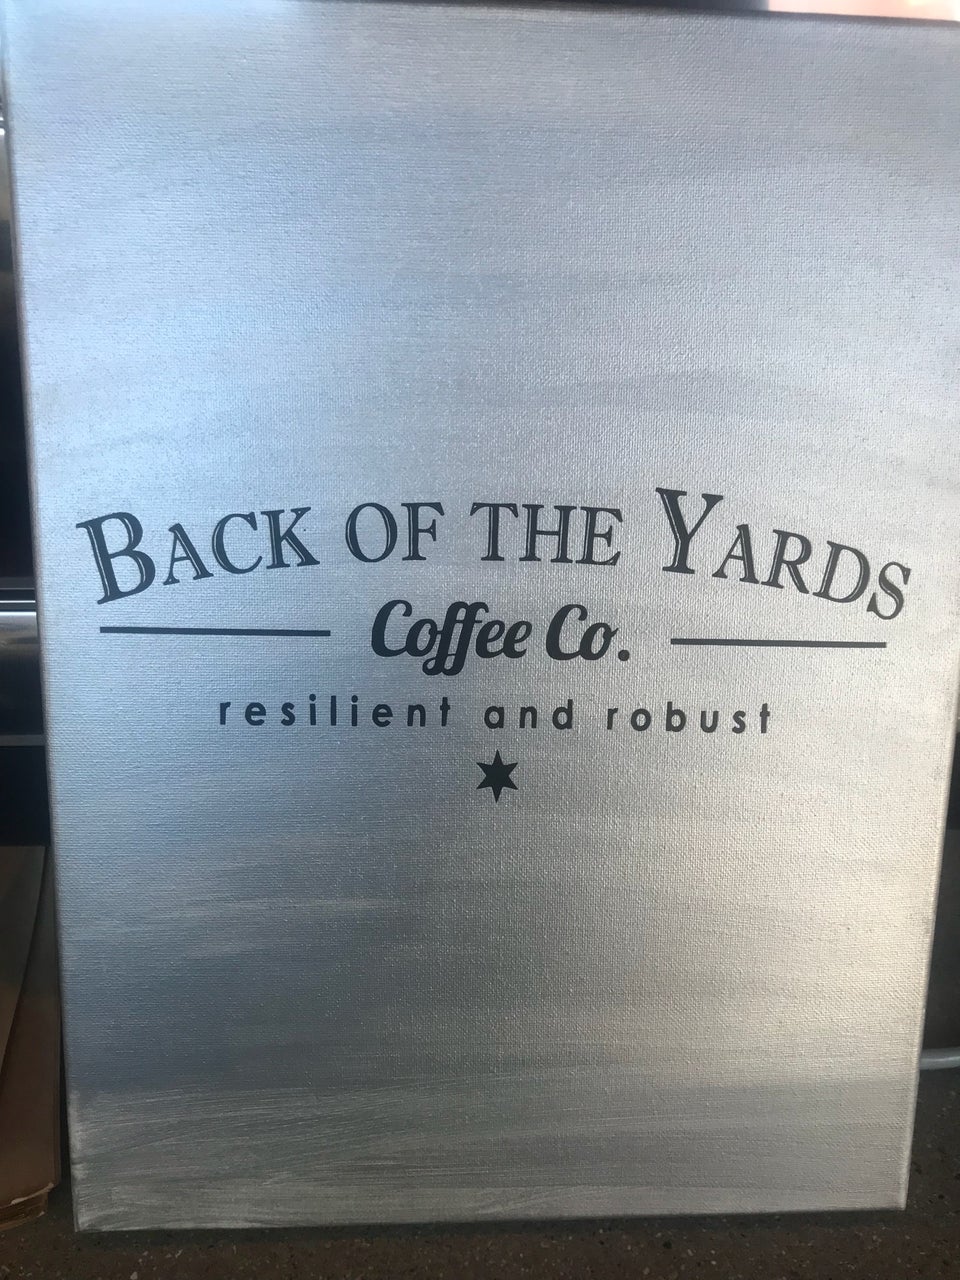 BACK OF THE YARDS
Coffee Co.
resilient and robust